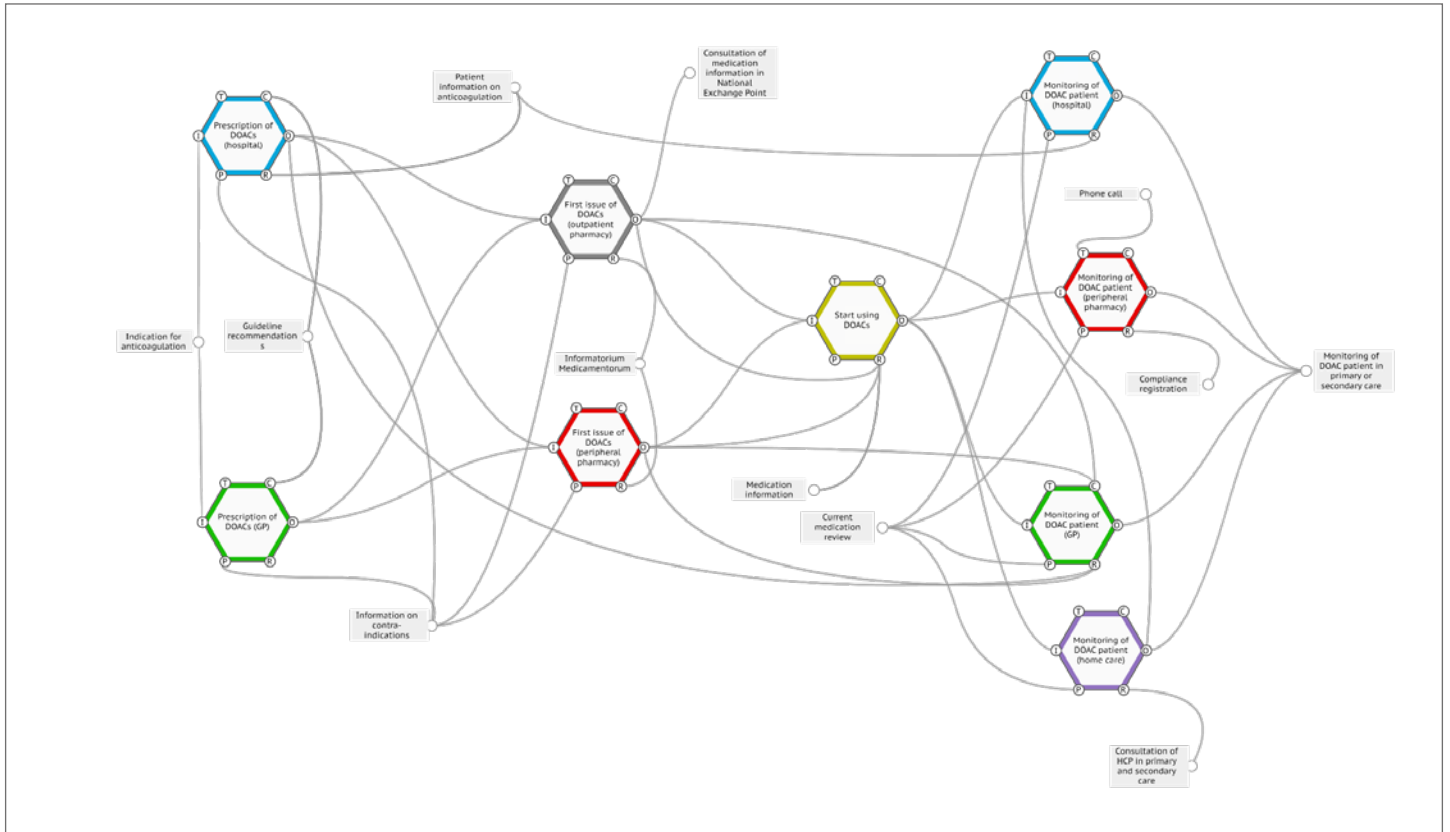 Consultation of
medication
information in
National
Exchange Point
Patient
information on
anticoagulation
T
C
I
Prescription of
DOACs
(hospital)
O
P
R
T
C
I
Monitoring of
DOAC patient
(hospital)
O
P
R
T
C
I
First issue of
DOACs
(outpatient
pharmacy)
O
P
R
Phone call
T
C
I
Monitoring of
DOAC patient
(peripheral
pharmacy)
O
P
R
T
C
I
Start using
DOACs
O
P
R
Indication for
anticoagulation
Guideline
recommendation
s
Informatorium
Medicamentorum
Compliance
registration
Monitoring of
DOAC patient in
primary or
secondary care
T
C
I
First issue of
DOACs
(peripheral
pharmacy)
O
P
R
Medication
information
Current
medication
review
T
C
I
Prescription of
DOACs (GP)
O
P
R
T
C
I
Monitoring of
DOAC patient
(GP)
O
P
R
Information on
contra-
indications
T
C
I
Monitoring of
DOAC patient
(home care)
O
P
R
Consultation of
HCP in primary
and secondary
care